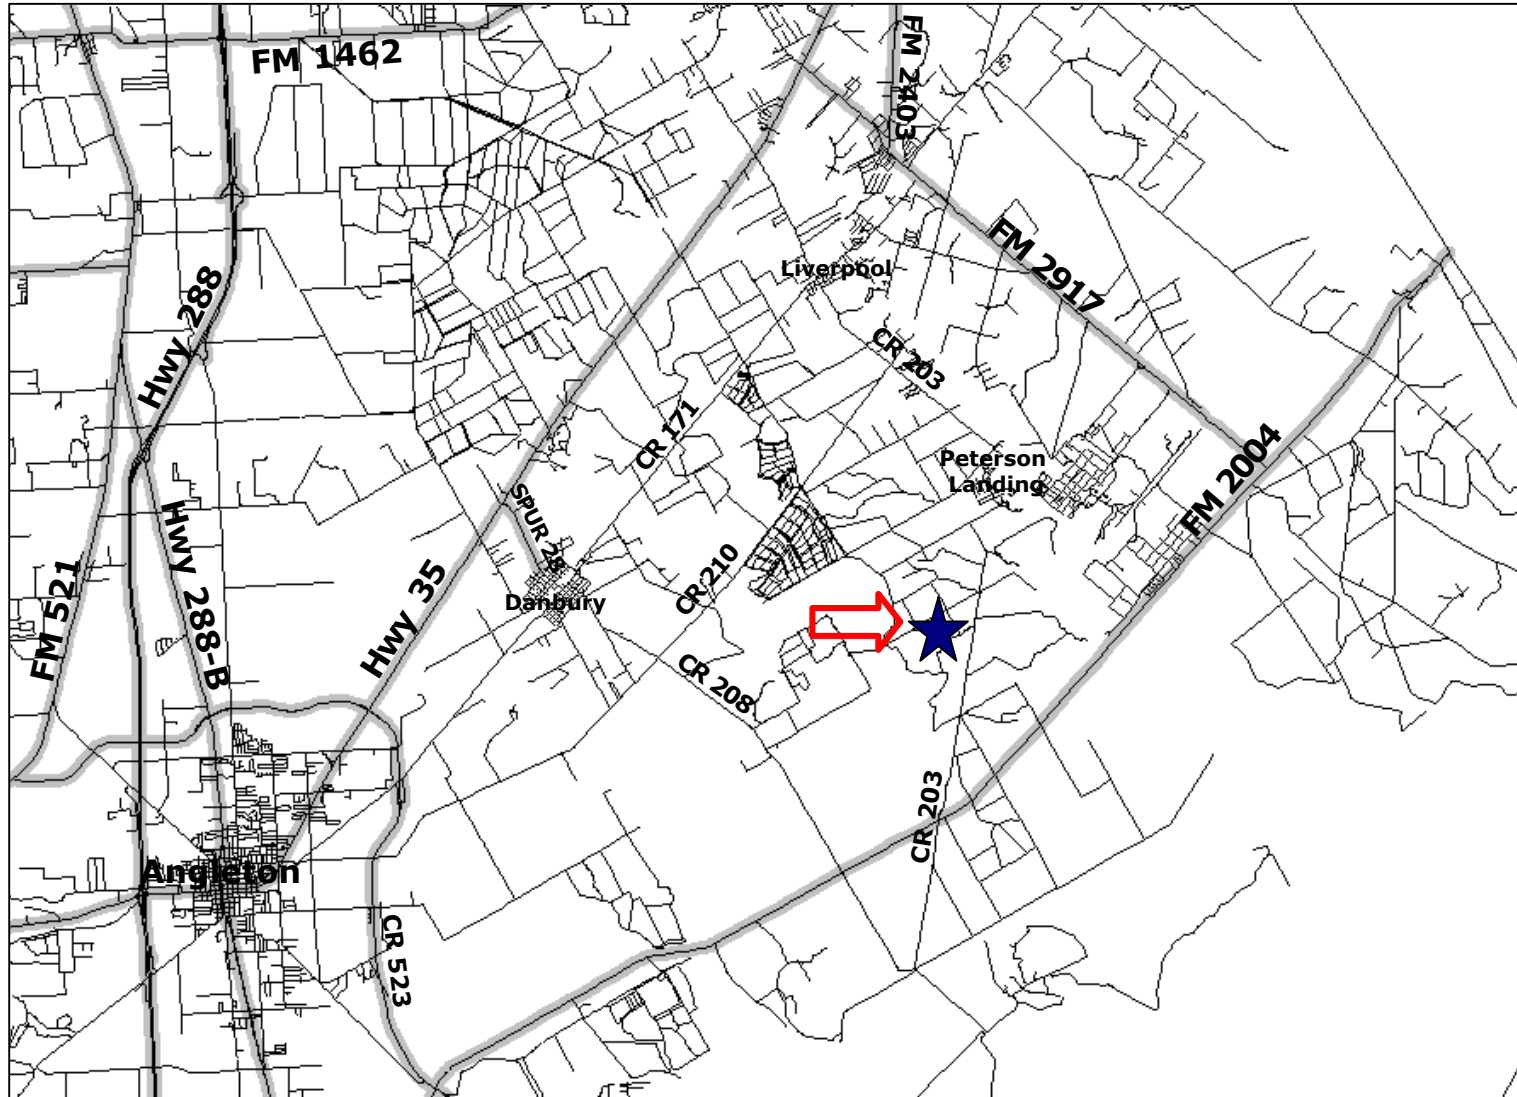 FM 1462
FM 2403
FM 2917
Liverpool
Hwy 288
CR 203
CR 171
Peterson
Landing
FM 2004
SPUR 28
Hwy 288-B
FM 521
Hwy 35
CR 210
Danbury
CR 208
CR 203
Angleton
CR 523